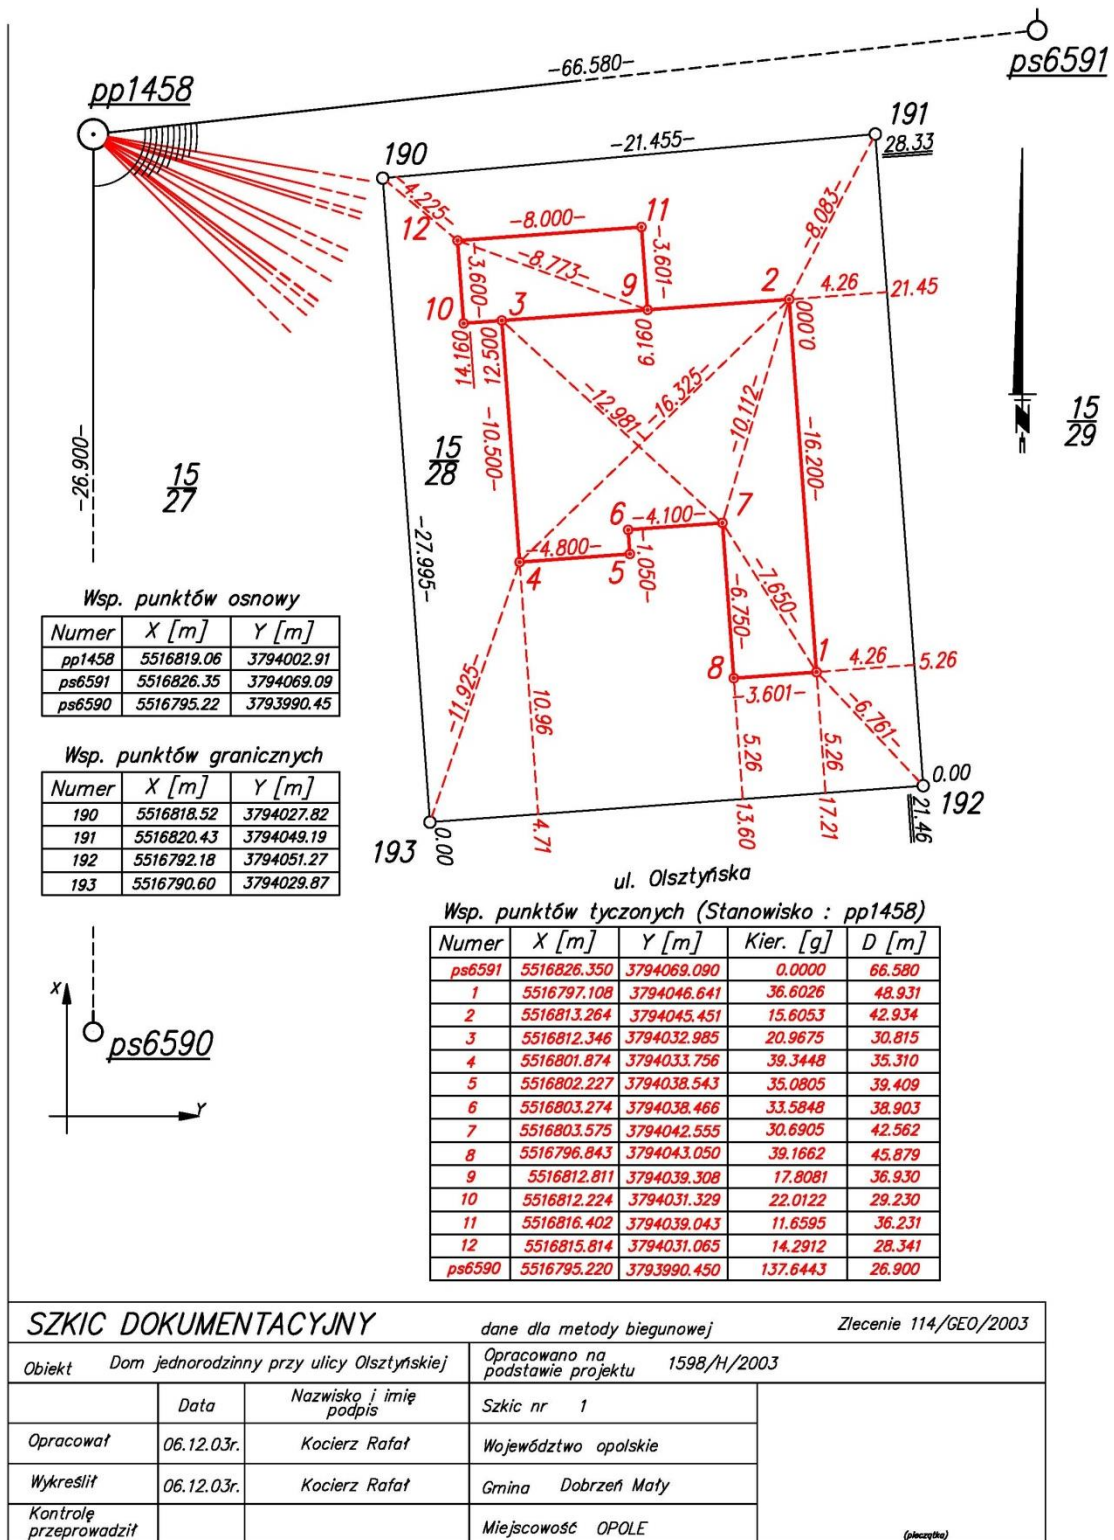 ps6591
-66.580-
pp1458
191
28.33
-21.455-
190
-4.225-
12
-8.000-
11
-8.083-
-3.600-
-8.773-
-3.601-
9
2
4.26
21.45
10
3
0.000
14.160
12.500
6.160
-12.981-
-16.325-
-10.112-
-26.900-
15
27
15
28
-10.500-
-16.200-
15
29
6
-4.100-
7
-4.800-
4
5
-1.050-
-27.995-
-7.650-
-6.750-
8
-3.601-
1
4.26
5.26
-11.925-
10.96
5.26
5.26
-6.761-
0.00
193
0.00
4.71
13.60
17.21
21.46
192
ul. Olsztyńska
Wsp. punktów osnowy
Numer X [m] Y [m]
pp1458 5516819.06 3794002.91
ps6591 5516826.35 3794069.09
ps6590 5516795.22 3793990.45
Wsp. punktów granicznych
Numer X [m] Y [m]
190 5516818.52 3794027.82
191 5516820.43 3794049.19
192 5516792.18 3794051.27
193 5516790.60 3794029.87
X
ps6590
Y
Wsp. punktów tyczonych (Stanowisko : pp1458)
Numer X [m] Y [m] Kier. [g] D [m]
ps6591 5516826.350 3794069.090 0.0000 66.580
1 5516797.108 3794046.641 36.6026 48.931
2 5516813.264 3794045.451 15.6053 42.934
3 5516812.346 3794032.985 20.9675 30.815
4 5516801.874 3794033.756 39.3448 35.310
5 5516802.227 3794038.543 35.0805 39.409
6 5516803.274 3794038.466 33.5848 38.903
7 5516803.575 3794042.555 30.6905 42.562
8 5516796.843 3794043.050 39.1662 45.879
9 5516812.811 3794039.308 17.8081 36.930
10 5516812.224 3794031.329 22.0122 29.230
11 5516816.402 3794039.043 11.6595 36.231
12 5516815.814 3794031.065 14.2912 28.341
ps6590 5516795.220 3793990.450 137.6443 26.900
SZKIC DOKUMENTACYJNY dane dla metody biegunowej Zlecenie 114/GEO/2003
Obiekt Dom jednorodzinny przy ulicy Olsztyńskiej
Opracowano na
podstawie projektu 1598/H/2003
Data
Nazwisko i imię
podpis
Szkic nr 1
Opracował 06.12.03r. Kocierz Rafał
Województwo opolskie
Wykreślił 06.12.03r. Kocierz Rafał
Gmina Dobrzeń Mały
Kontrolę
przeprowadził
Miejscowość OPOLE
(pieczątka)